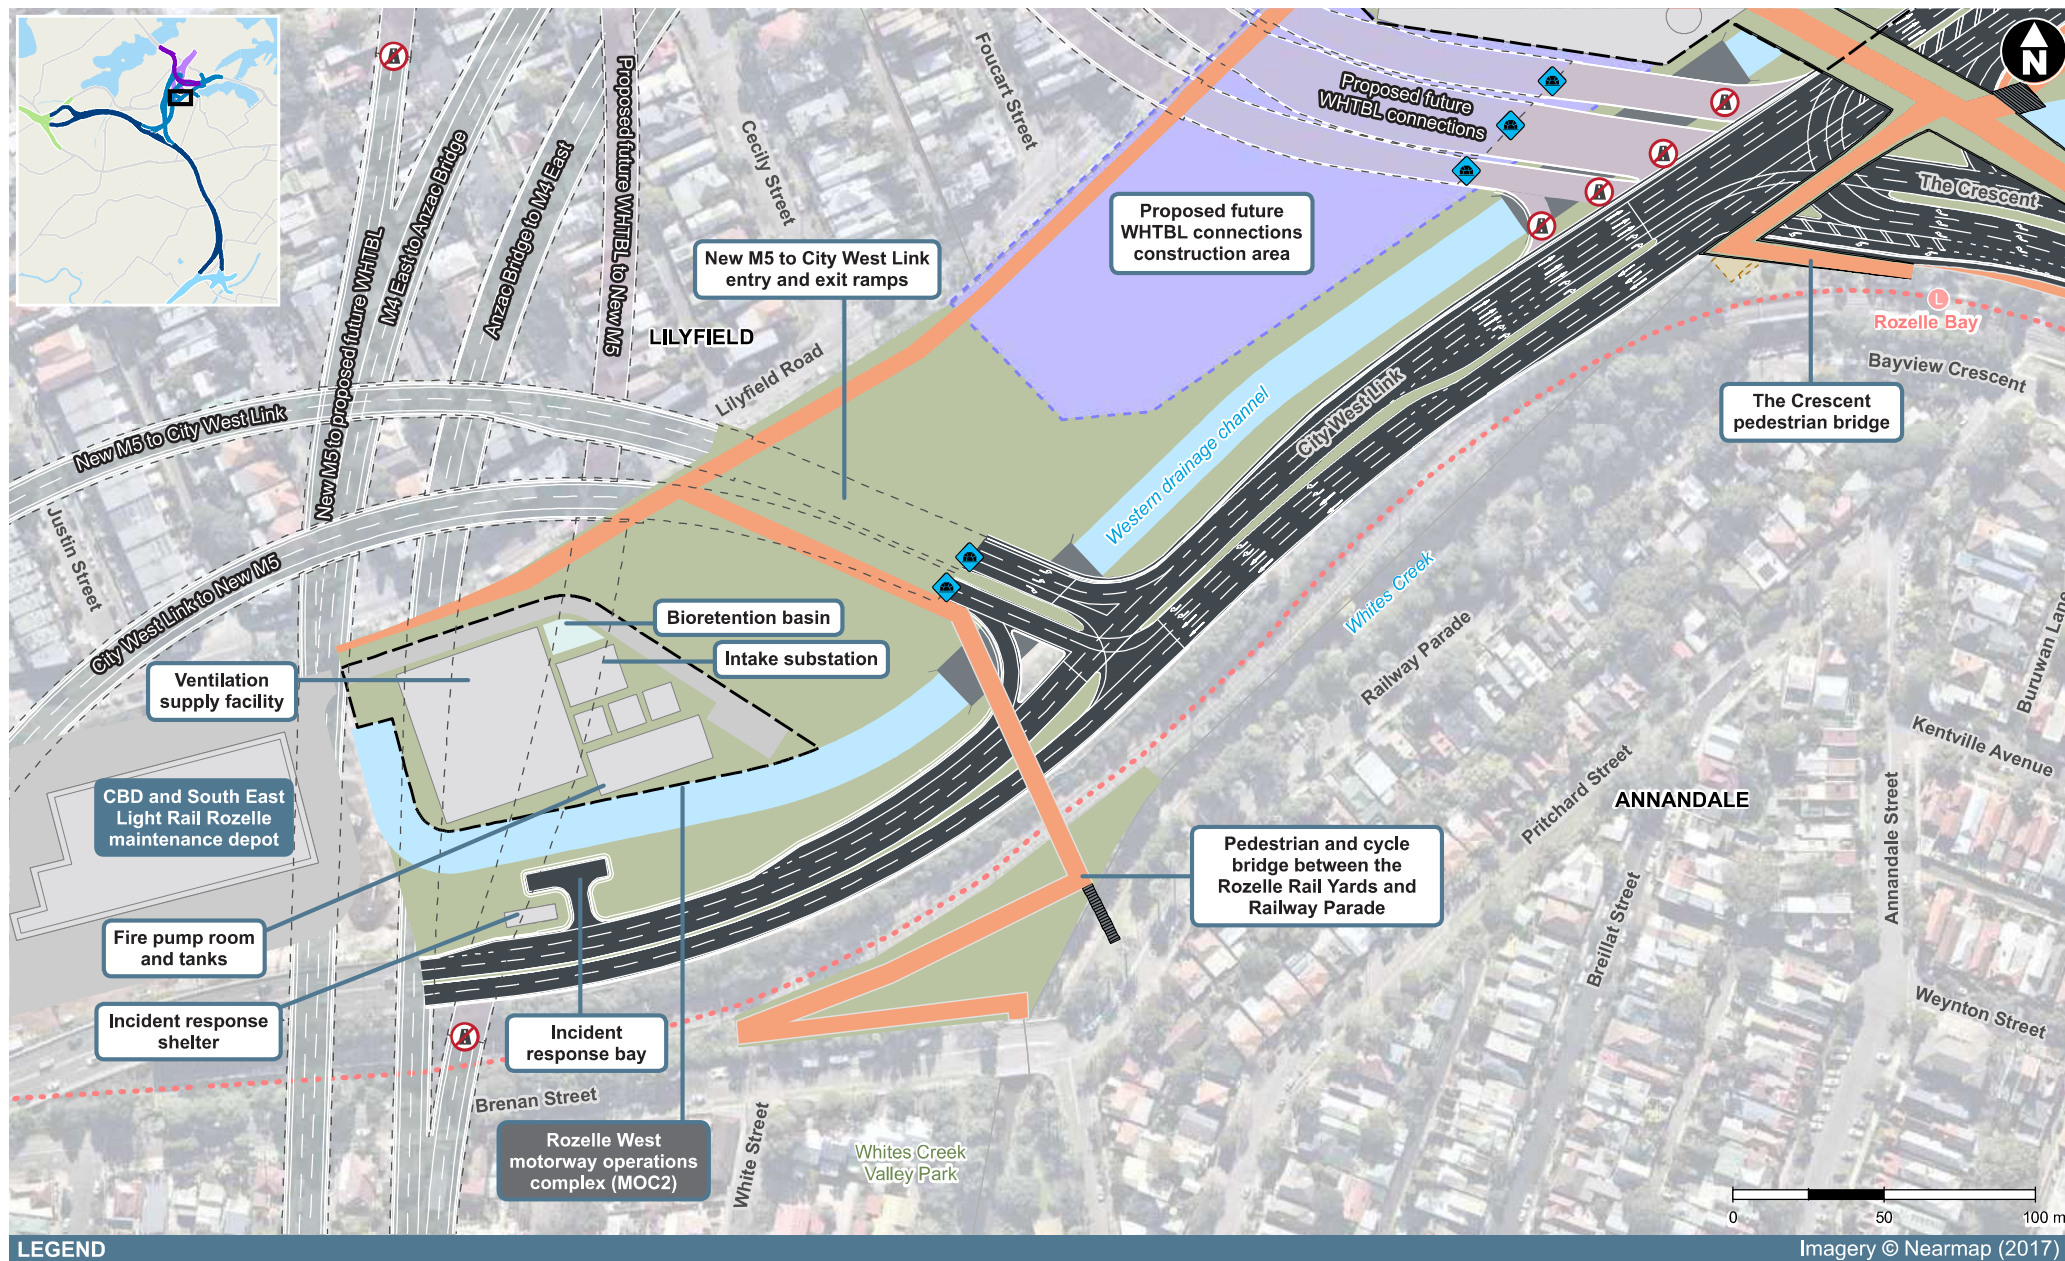 Foucart Street
Cecily Street
Proposed future
WHTBL connections
N
The Crescent
Proposed future
WHTBL connections
construction area
New M5 to City West Link
entry and exit ramps
New M5 to proposed future WHTBL
M4 East to Anzac Bridge
Anzac Bridge to M4 East
Proposed future WHTBL to New M5
LILYFIELD
Lilyfield Road
L
Rozelle Bay
Bayview Crescent
The Crescent
pedestrian bridge
City West Link
Western drainage channel
New M5 to City West Link
Justin Street
City West Link to New M5
Whites Creek
Railway Parade
Bioretention basin
Intake substation
Ventilation
supply facility
Buruwan Lane
Kentville Avenue
CBD and South East
Light Rail Rozelle
maintenance depot
Pritchard Street
ANNANDALE
Annandale Street
Pedestrian and cycle
bridge between the
Rozelle Rail Yards and
Railway Parade
Breillat Street
Fire pump room
and tanks
Weynton Street
Incident response
shelter
Incident
response bay
Brenan Street
Rozelle West
motorway operations
complex (MOC2)
White Street
Whites Creek
Valley Park
0 50 100 m
LEGEND
Imagery © Nearmap (2017)